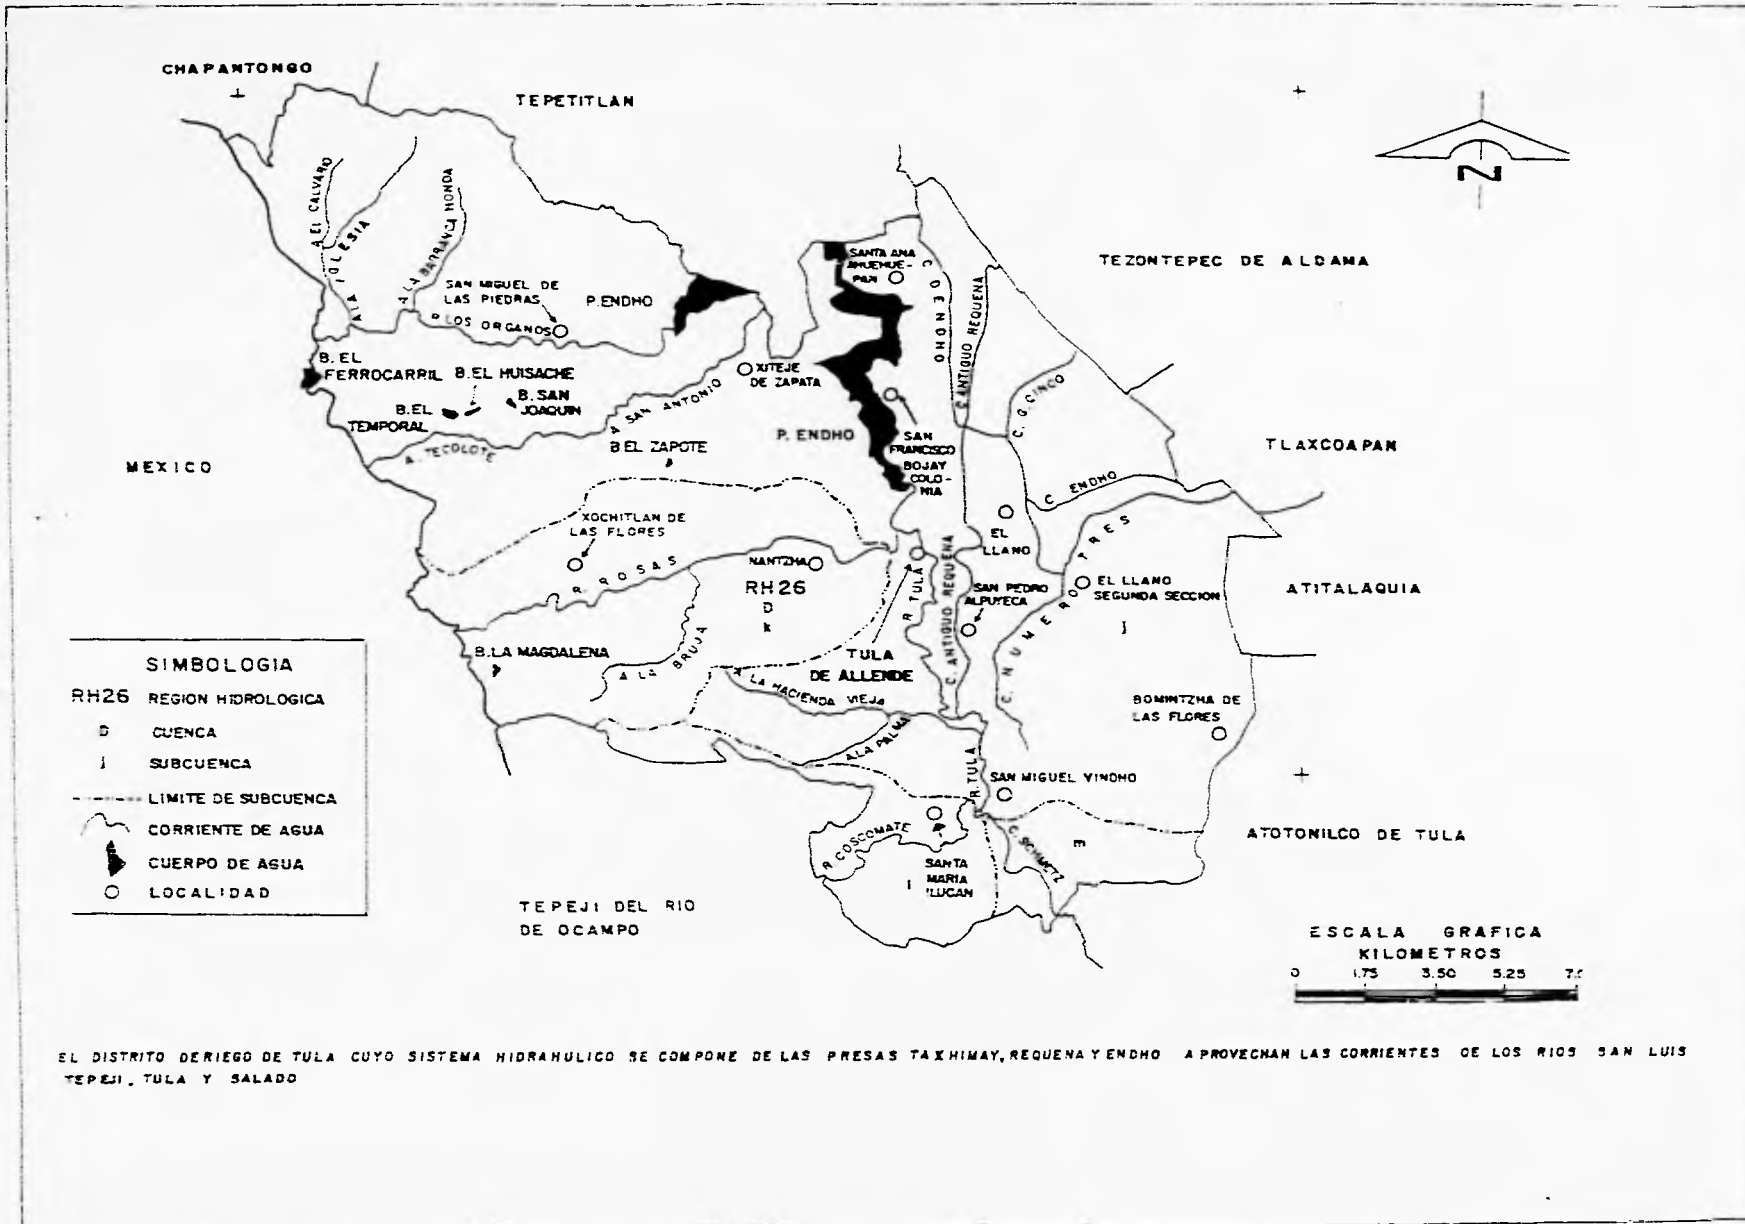 CHAPANTONGO
TEPETITLAN
N
TEZONTEPEC DE ALDAMA
A EL CALVARIO
A LA IGLESIA
A LA BARRANCA HONDA
SAN MIGUEL DE
LAS PIEDRAS
P. ENDHO
R LOS ORGANOS
SANTA ANA
AHUEHUE-
PAN
C. OENDHO
C ANTIGUO REQUENA
B. EL
FERROCARRIL
B. EL HUISACHE
B. SAN
JOAQUIN
B. EL
TEMPORAL
XITEJE
DE ZAPATA
A SAN ANTONIO
A. TECOLOTE
B. EL ZAPOTE
P. ENDHO
SAN
FRANCISCO
BOJAY
COLO-
NIA
C. G. CINCO
TLAXCOAPAN
MEXICO
C. ENDHO
XOCHITLAN DE
LAS FLORES
R. ROSAS
NANTZHA
RH26
D
K
EL
LLANO
R. TULA
C. ANTIGUO REQUENA
SAN PEDRO
ALPUYECA
C. NUMERO TRES
EL LLANO
SEGUNDA SECCION
I
ATITALAQUIA
B. LA MAGDALENA
A LA BRUJA
TULA
DE ALLENDE
A LA HACIENDA VIEJA
A LA PALMA
BOMINTZHA DE
LAS FLORES
R. TULA
SAN MIGUEL VINDHO
ATOTONILCO DE TULA
R. COSCOMATE
C. SCHMETZ
E
SANTA
MARIA
ILUCAN
I
TEPEJI DEL RIO
DE OCAMPO
SIMBOLOGIA
RH26 REGION HIDROLOGICA
D CUENCA
I SUBCUENCA
LIMITE DE SUBCUENCA
CORRIENTE DE AGUA
CUERPO DE AGUA
LOCALIDAD
ESCALA GRAFICA
KILOMETROS
0 1.75 3.50 5.25
EL DISTRITO DERIEGO DE TULA CUYO SISTEMA HIDRAHULICO SE COMPONE DE LAS PRESAS TAXHIMAY, REQUENA Y ENDHO APROVECHAN LAS CORRIENTES DE LOS RIOS SAN LUIS
TEPEJI, TULA Y SALADO